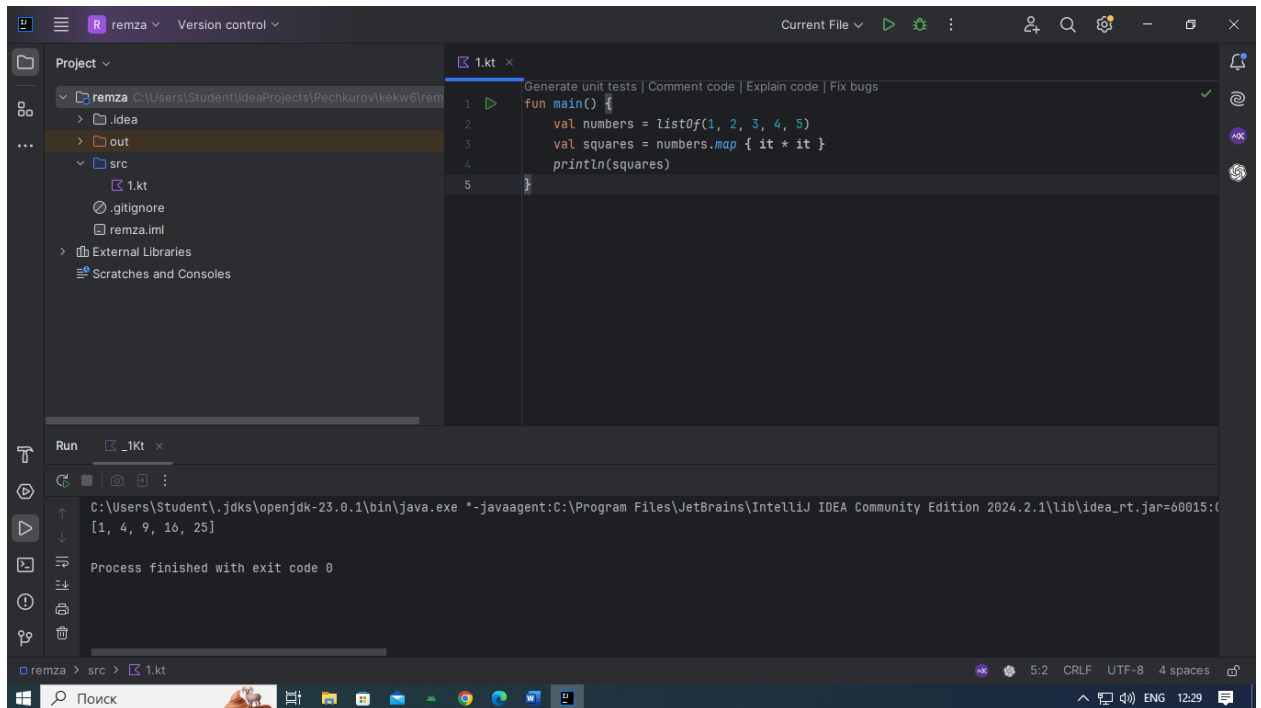 R remza Version control Current File
Project
1.kt
remza C:\Users\Student\IdeaProjects\Pechkurov\kekw6\rem
.idea
out
src
1.kt
.gitignore
remza.iml
External Libraries
Scratches and Consoles
Generate unit tests | Comment code | Explain code | Fix bugs
1 fun main() {
2 val numbers = listOf(1, 2, 3, 4, 5)
3 val squares = numbers.map { it * it }
4 println(squares)
5 }
Run _1Kt
C:\Users\Student\.jdks\openjdk-23.0.1\bin\java.exe "-javaagent:C:\Program Files\JetBrains\IntelliJ IDEA Community Edition 2024.2.1\lib\idea_rt.jar=60015:C
[1, 4, 9, 16, 25]
Process finished with exit code 0
remza > src > 1.kt 5:2 CRLF UTF-8 4 spaces
Поиск ENG 12:29